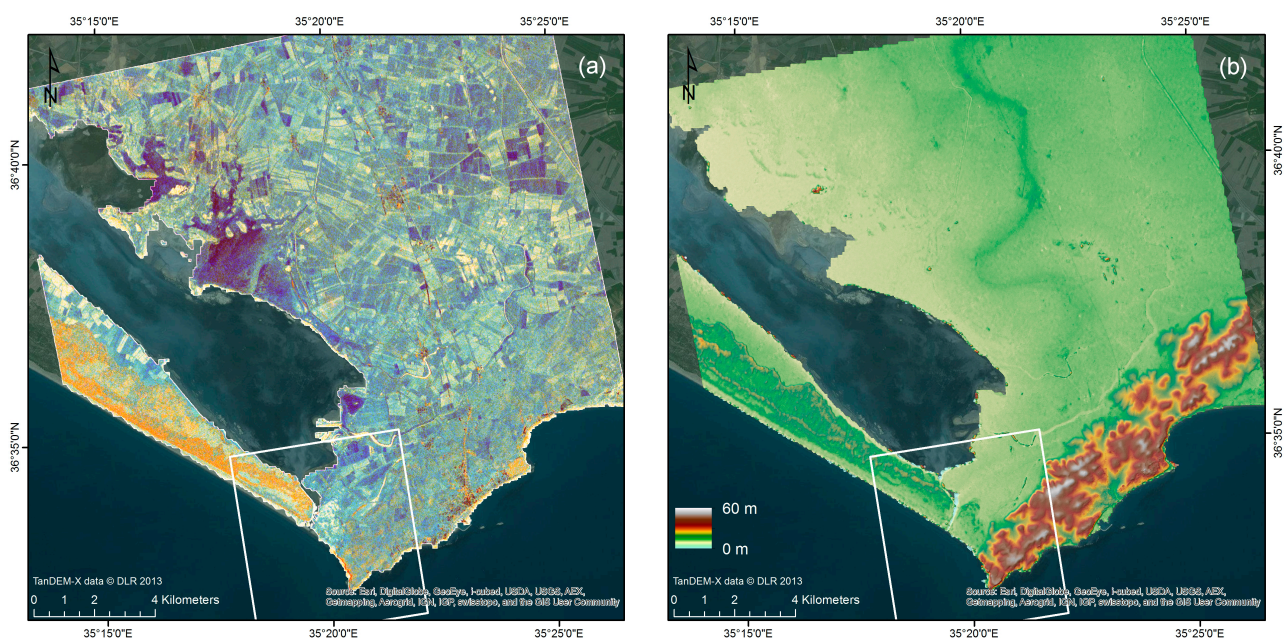 35°15'0"E 35°20'0"E 35°25'0"E
(a)
N
36°40'0"N
36°35'0"N
TanDEM-X data © DLR 2013
0 2 4 Kilometers
Source: Esri, DigitalGlobe, GeoEye, i-cubed, USDA, USGS, AEX,
Getmapping, Aerogrid, IGN, IGP, swisstopo, and the GIS User Community
35°15'0"E 35°20'0"E 35°25'0"E
35°15'0"E 35°20'0"E 35°25'0"E
(b)
N
36°40'0"N
36°35'0"N
60 m
0 m
TanDEM-X data © DLR 2013
0 2 4 Kilometers
Source: Esri, DigitalGlobe, GeoEye, i-cubed, USDA, USGS, AEX,
Getmapping, Aerogrid, IGN, IGP, swisstopo, and the GIS User Community
35°15'0"E 35°20'0"E 35°25'0"E